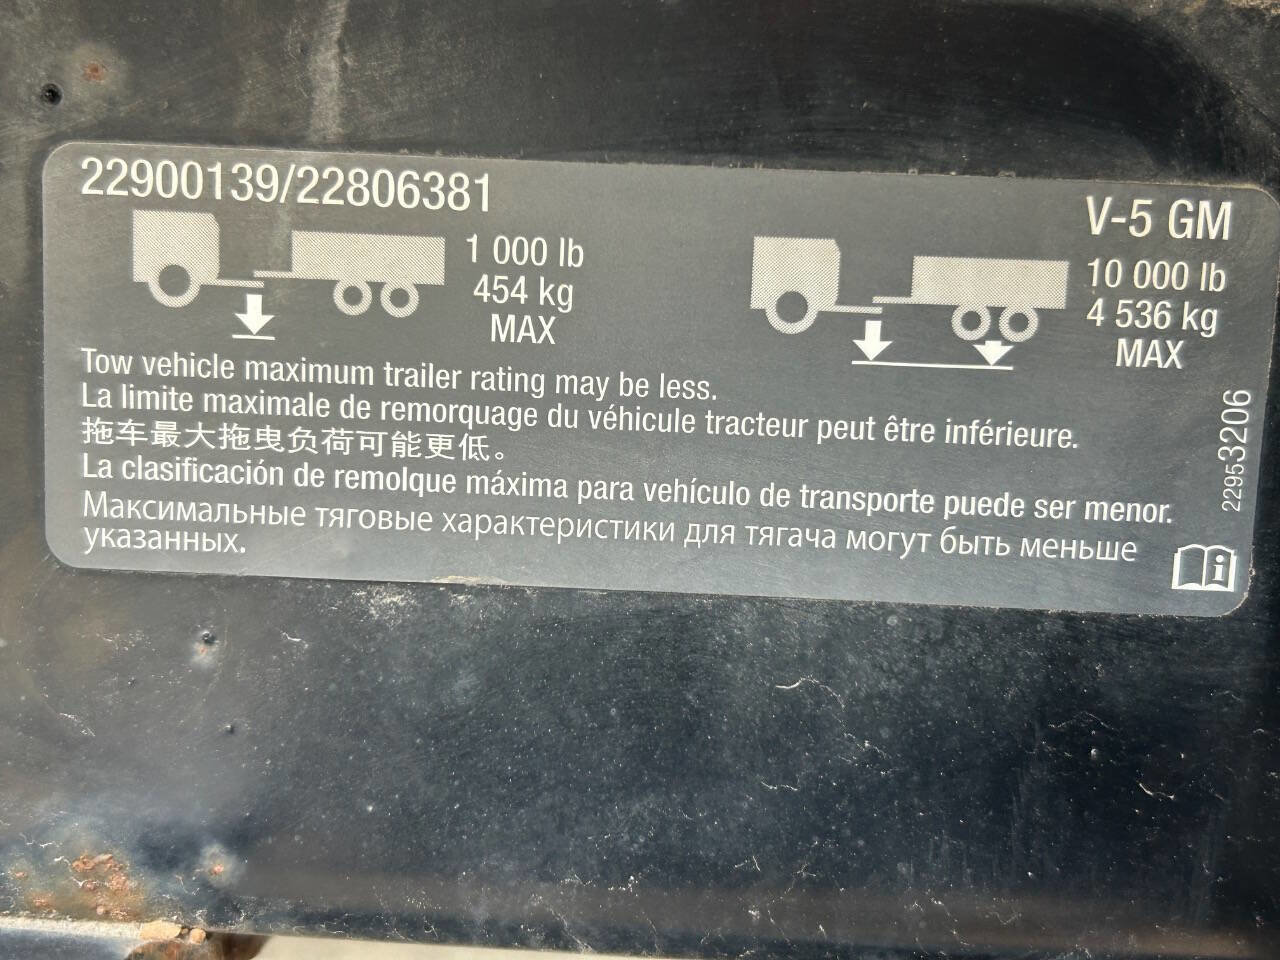 22900139/22806381
V-5 GM
1 000 lb
454 kg
MAX
10 000 lb
4 536 kg
MAX
Tow vehicle maximum trailer rating may be less.
La limite maximale de remorquage du véhicule tracteur peut être inférieure.
拖车最大拖曳负荷可能更低。
La clasificación de remolque máxima para vehículo de transporte puede ser menor.
Максимальные тяговые характеристики для тягача могут быть меньше
указанных.
22953206
i